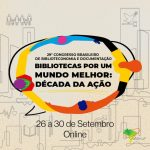 29º CONGRESSO BRASILEIRO
DE BIBLIOTECONOMIA E DOCUMENTAÇÃO
BIBLIOTECAS POR UM
MUNDO MELHOR:
DÉCADA DA AÇÃO
26 a 30 de Setembro
Online